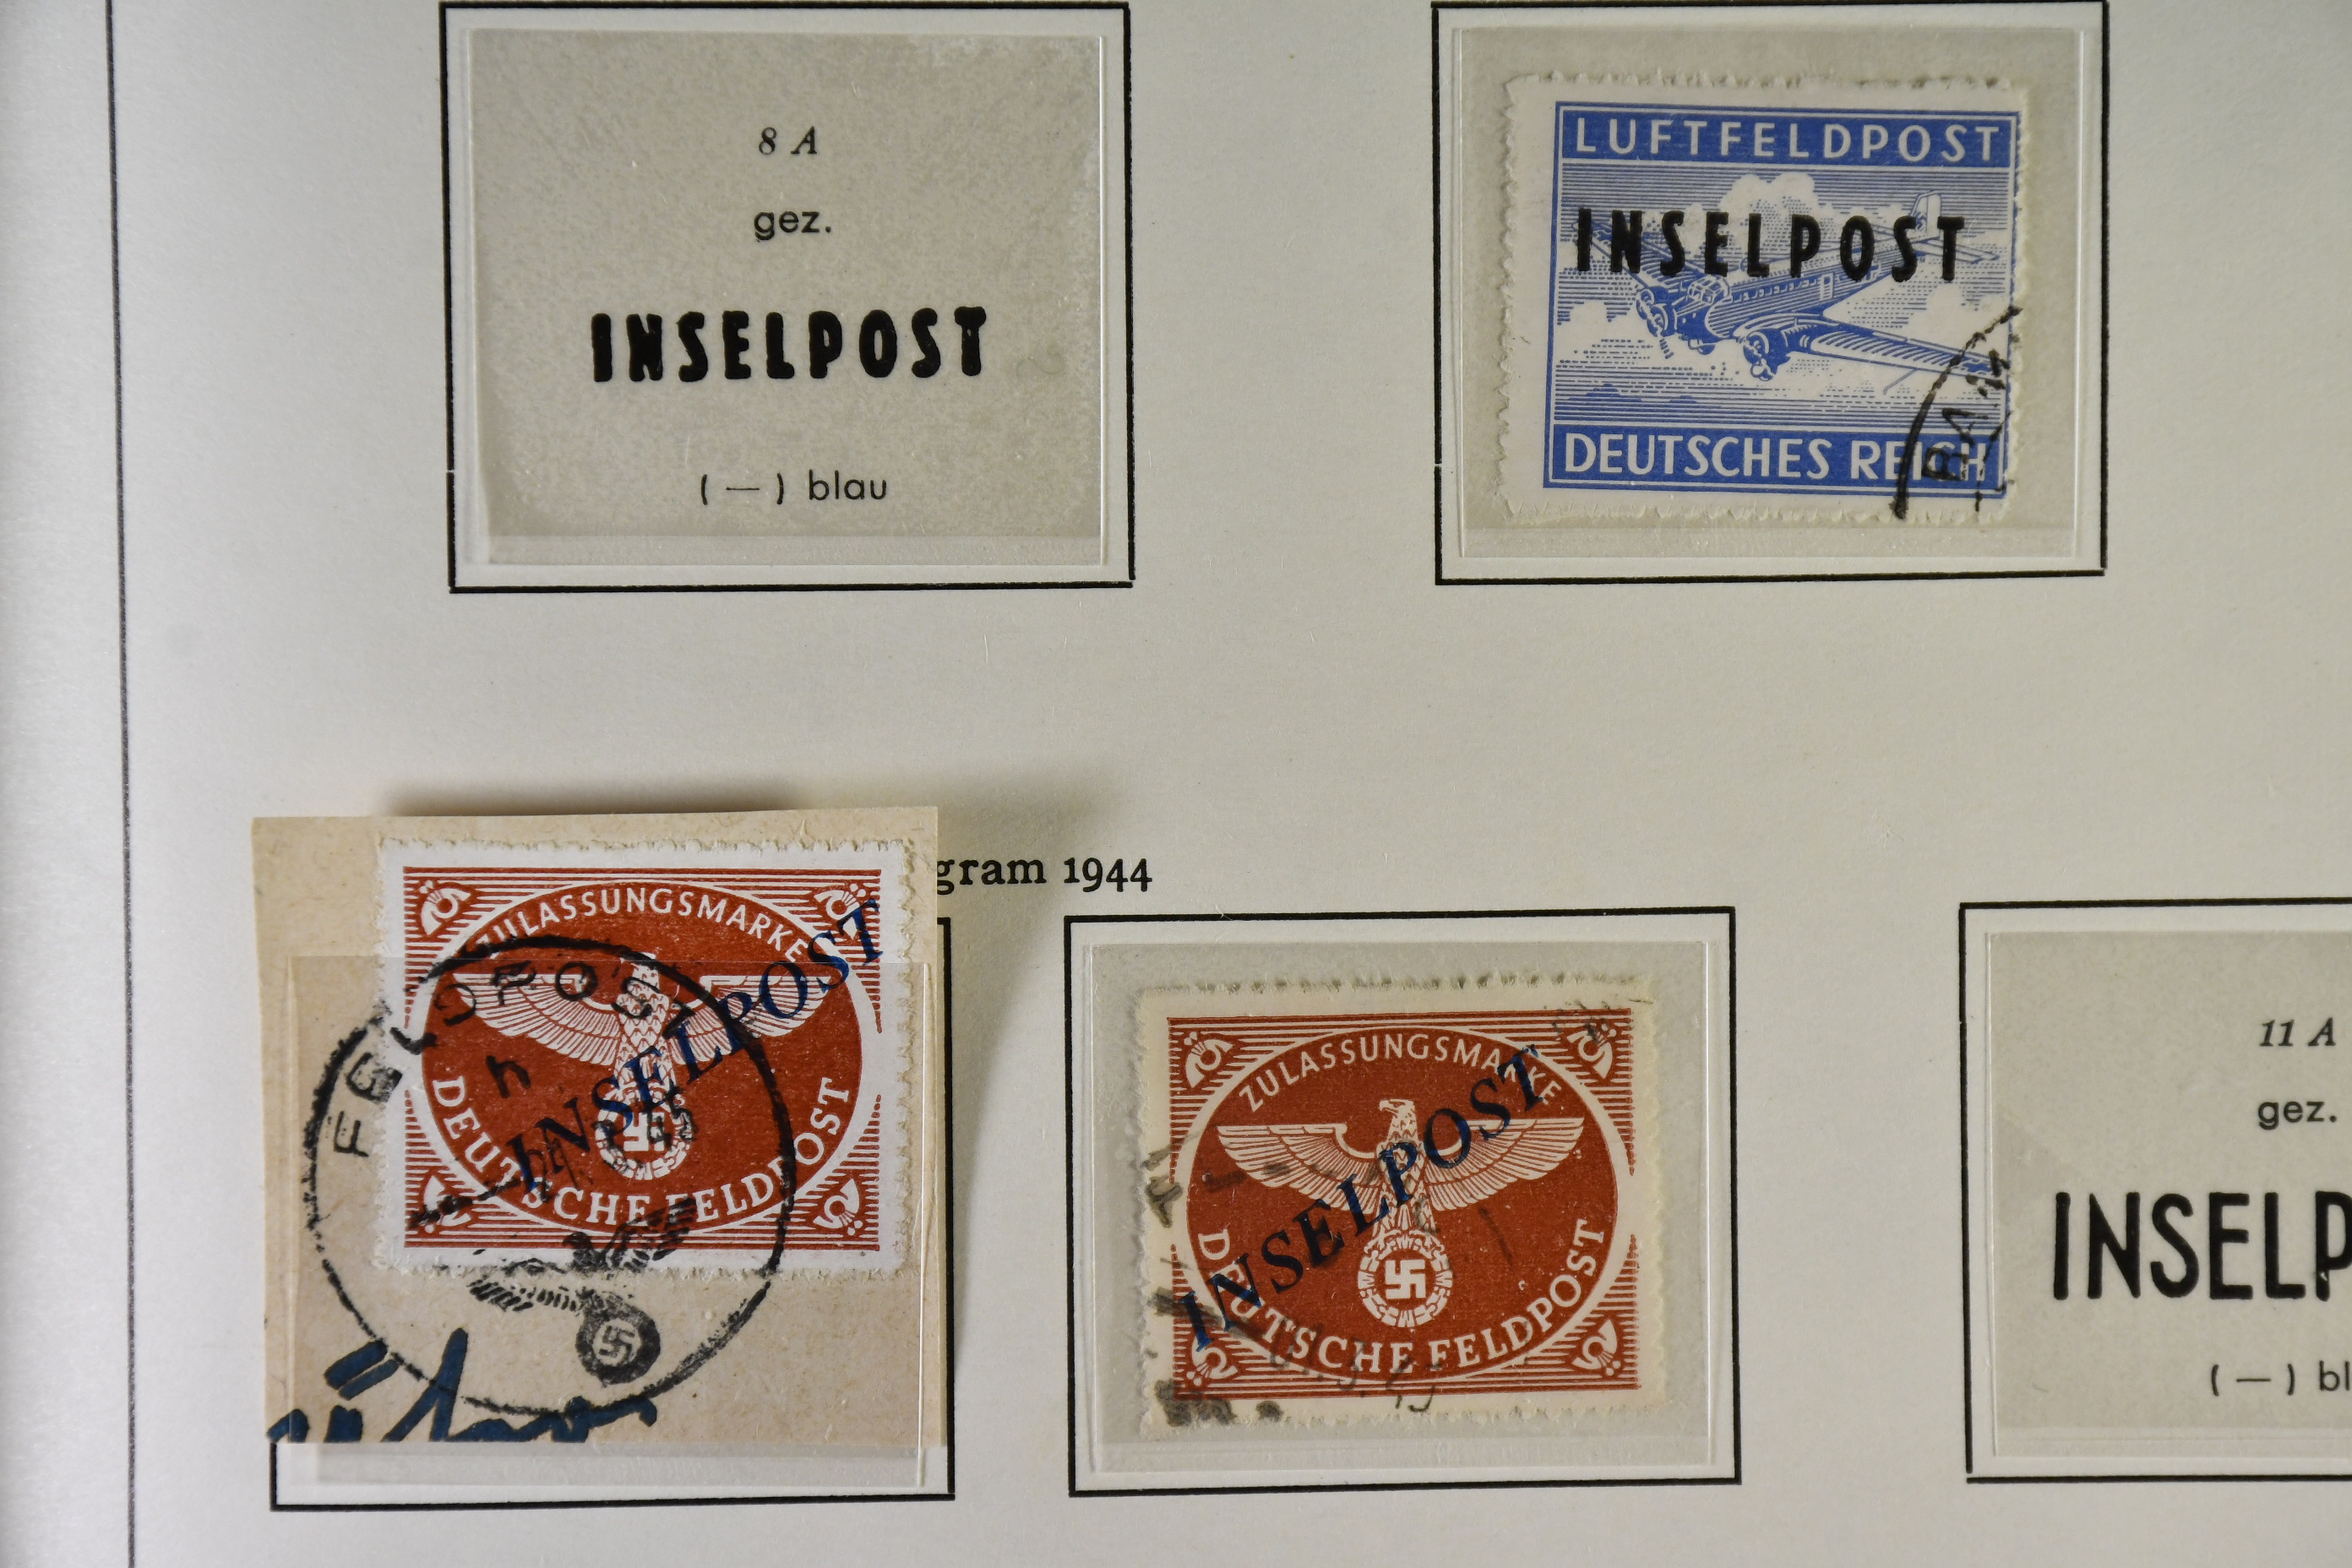 8 A
gez.
INSELPOST
( — ) blau
LUFTFELDPOST
INSELPOST
DEUTSCHES REICH
gram 1944
ZULASSUNGSMARKE
INSELPOST
DEUTSCHE FELDPOST
FELDPOST
ZULASSUNGSMARKE
INSELPOST
DEUTSCHE FELDPOST
11 A
gez.
INSELP
( — ) bl